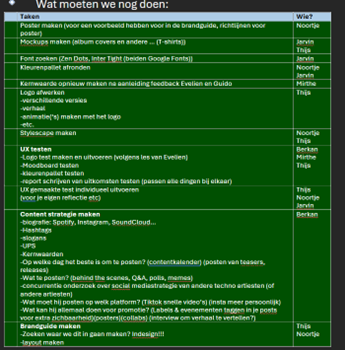 Wat moeten we nog doen:
Taken Wie?
Poster maken (voor een voorbeeld hebben voor in de brandguide, richtlijnen voor Noortje
poster)
Mockups maken (album covers en andere ... (T-shirts)) Jarvin
Thijs
Font zoeken (Zen Dots, Inter Tight (beiden Google Fonts)) Jarvin
Kleurenpallet afronden Noortje
Jarvin
Kernwaarde opnieuw maken na aanleiding feedback Evelien en Guido Mirthe
Logo afwerken Thijs
-verschillende versies
-verhaal
-animatie('s) maken met het logo
-etc.
Stylescape maken Noortje
Thijs
UX testen Berkan
-Logo test maken en uitvoeren (volgens les van Evelien) Mirthe
-Moodboard testen Thijs
-kleurenpallet testen
-report schrijven van uitkomsten testen (passen alle dingen bij elkaar)
UX gemaakte test individueel uitvoeren Thijs
(voor je eigen reflectie etc) Noortje
Jarvin
Content strategie maken Berkan
-biografie: Spotify, Instagram, SoundCloud...
-Hashtags
-slogans
-UPS
-Kernwaarden
-Op welke dag het beste is om te posten? (contentkalender) (posten van teasers,
releases)
-Wat te posten? (behind the scenes, Q&A, polls, memes)
-concurrentie onderzoek over social mediastrategie van andere techno artiesten (of
andere artiesten)
-Wat moet hij posten op welk platform? (Tiktok snelle video's) (Insta meer persoonlijk)
-Wat kan hij allemaal doen voor promotie? (Labels & evenementen taggen in je posts
voor extra zichtbaarheid)(posters)(collabs) (interview om verhaal te vertellen?)
Brandguide maken Thijs
-Zoeken waar we dit in gaan maken? Indesign!!! Noortje
-layout maken